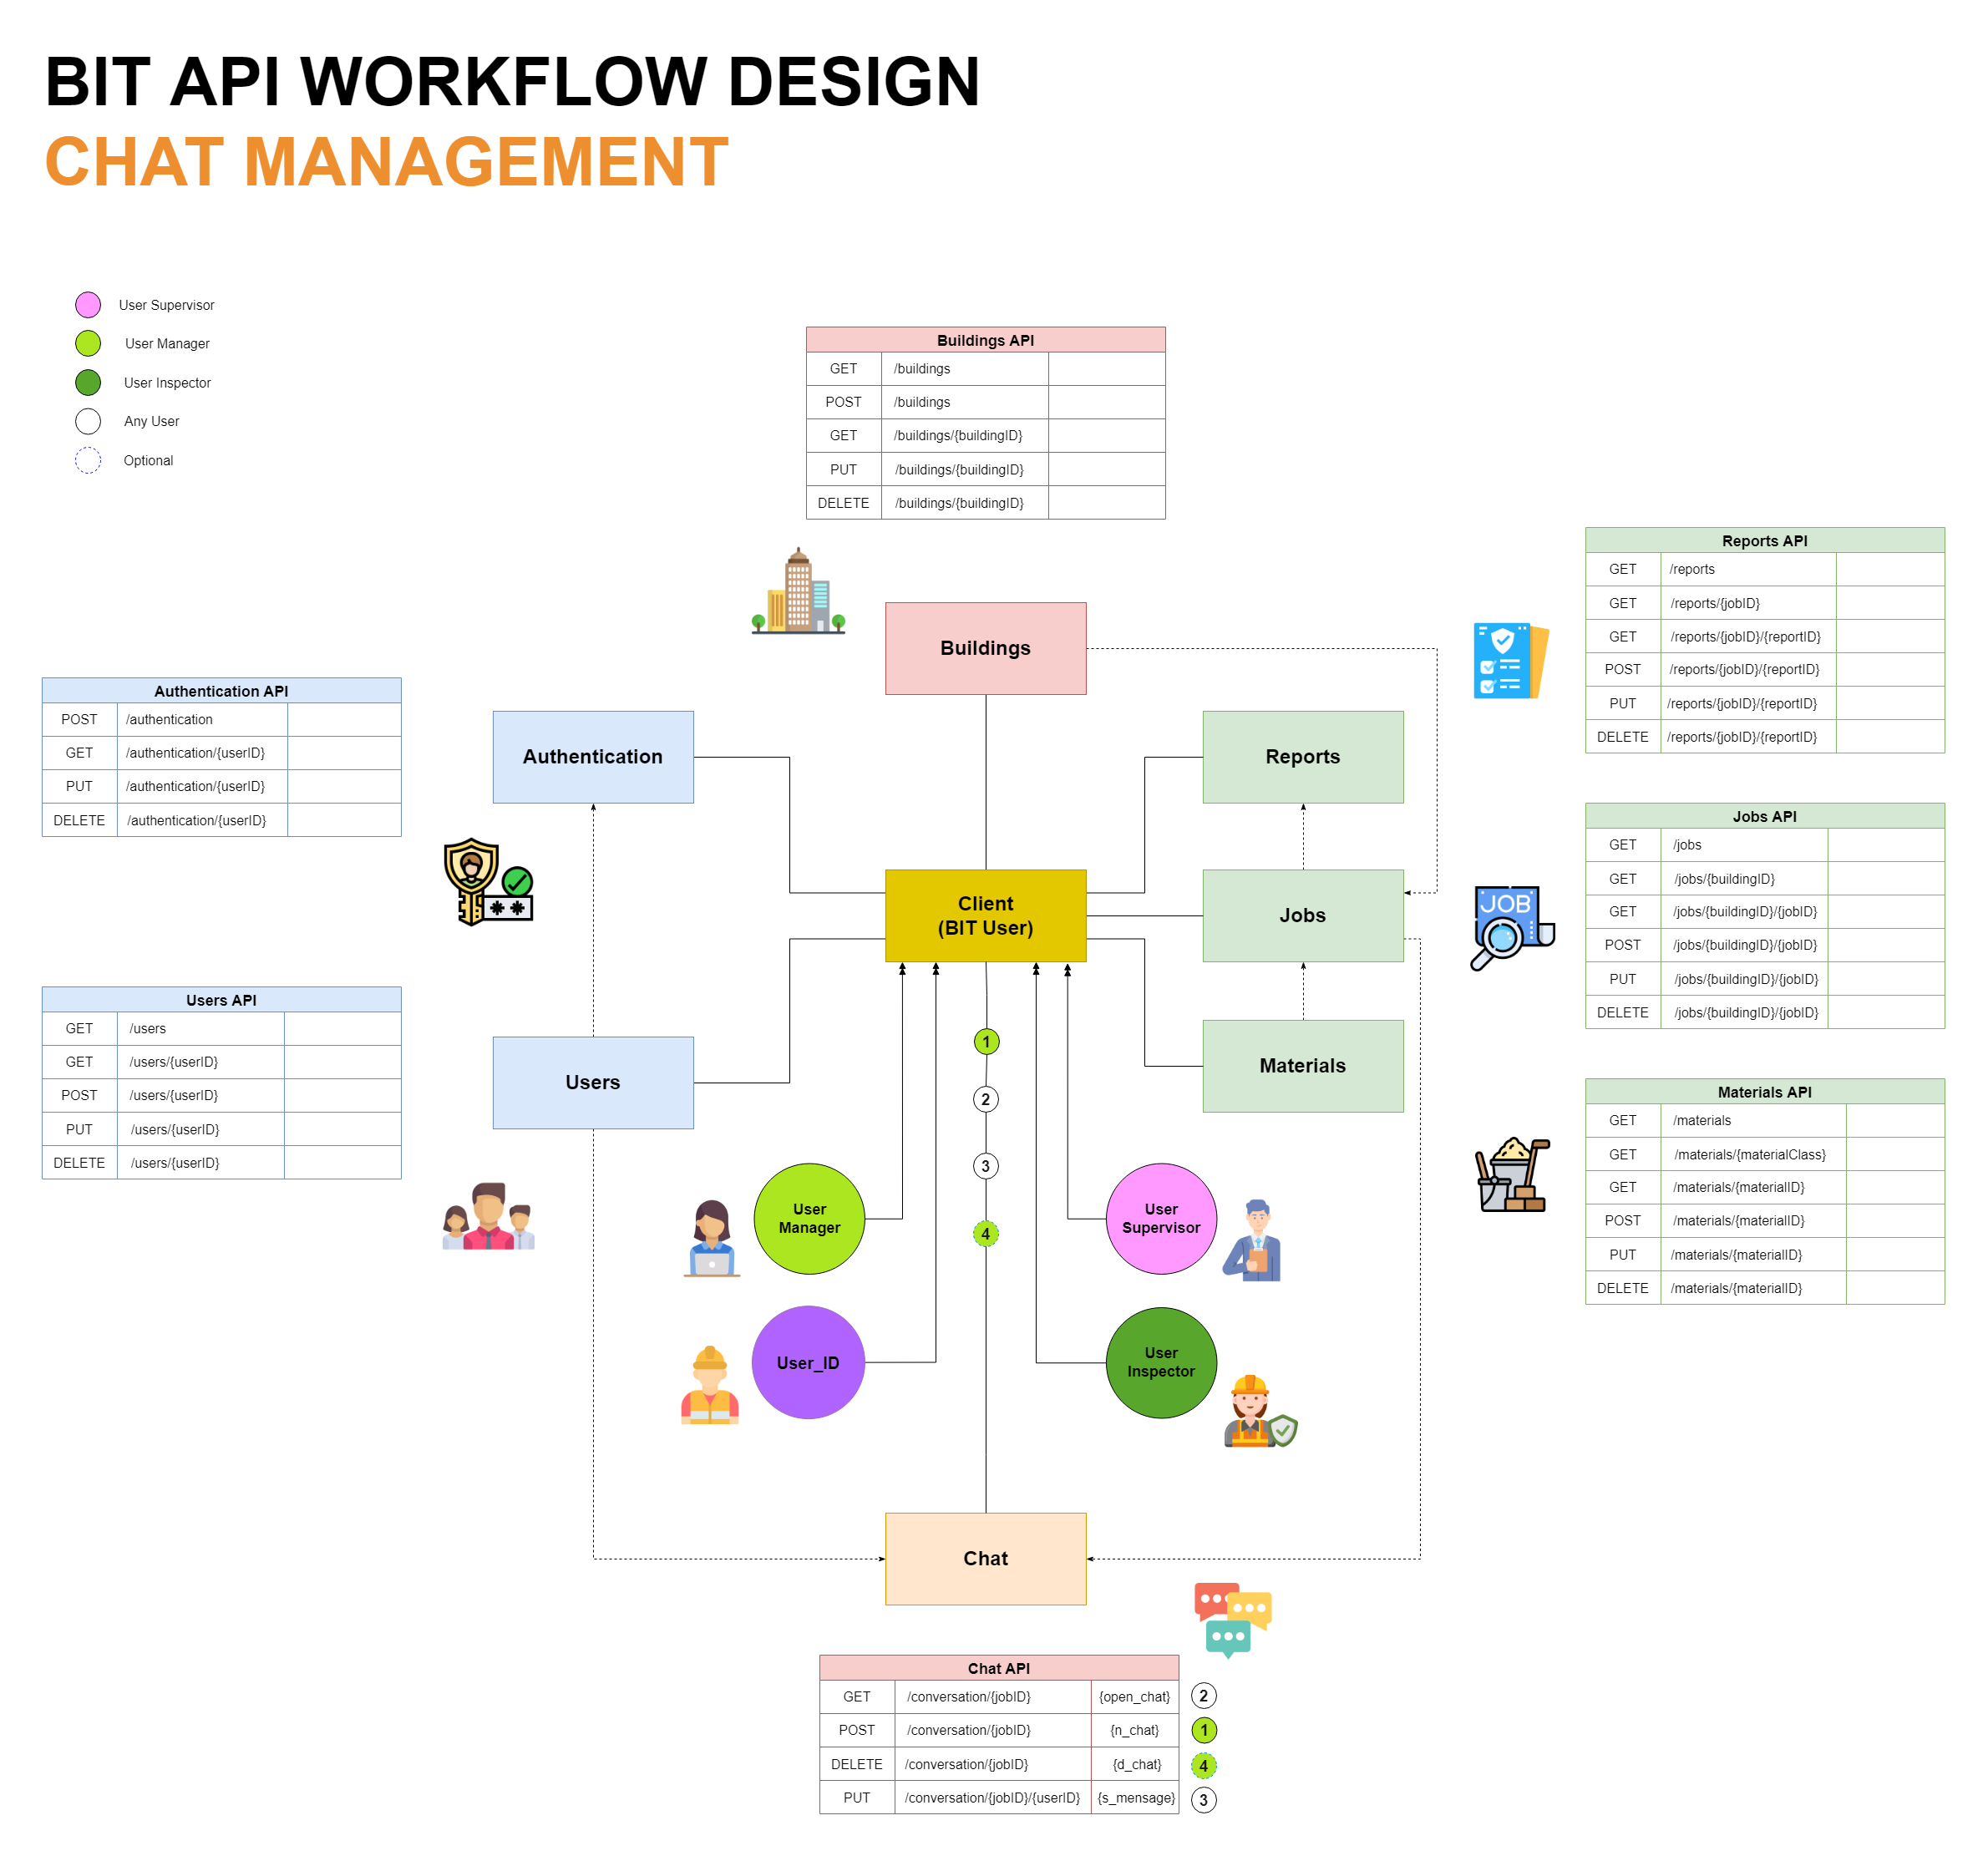 BIT API WORKFLOW DESIGN
CHAT MANAGEMENT
User Supervisor
User Manager
User Inspector
Any User
Optional
Buildings API
GET /buildings
POST /buildings
GET /buildings/{buildingID}
PUT /buildings/{buildingID}
DELETE /buildings/{buildingID}
Reports API
GET /reports
GET /reports/{jobID}
GET /reports/{jobID}/{reportID}
POST /reports/{jobID}/{reportID}
PUT /reports/{jobID}/{reportID}
DELETE /reports/{jobID}/{reportID}
Buildings
Authentication API
POST /authentication
GET /authentication/{userID}
PUT /authentication/{userID}
DELETE /authentication/{userID}
Authentication
Reports
Jobs API
GET /jobs
GET /jobs/{buildingID}
GET /jobs/{buildingID}/{jobID}
POST /jobs/{buildingID}/{jobID}
PUT /jobs/{buildingID}/{jobID}
DELETE /jobs/{buildingID}/{jobID}
**
JOB
Client
(BIT User)
Jobs
Users API
GET /users
GET /users/{userID}
POST /users/{userID}
PUT /users/{userID}
DELETE /users/{userID}
Users
Materials
1
2
3
4
Materials API
GET /materials
GET /materials/{materialClass}
GET /materials/{materialID}
POST /materials/{materialID}
PUT /materials/{materialID}
DELETE /materials/{materialID}
User
Manager
User
Supervisor
User_ID
User
Inspector
Chat
Chat API
GET /conversation/{jobID} {open_chat} 2
POST /conversation/{jobID} {n_chat} 1
DELETE /conversation/{jobID} {d_chat} 4
PUT /conversation/{jobID}/{userID} {s_mensage} 3